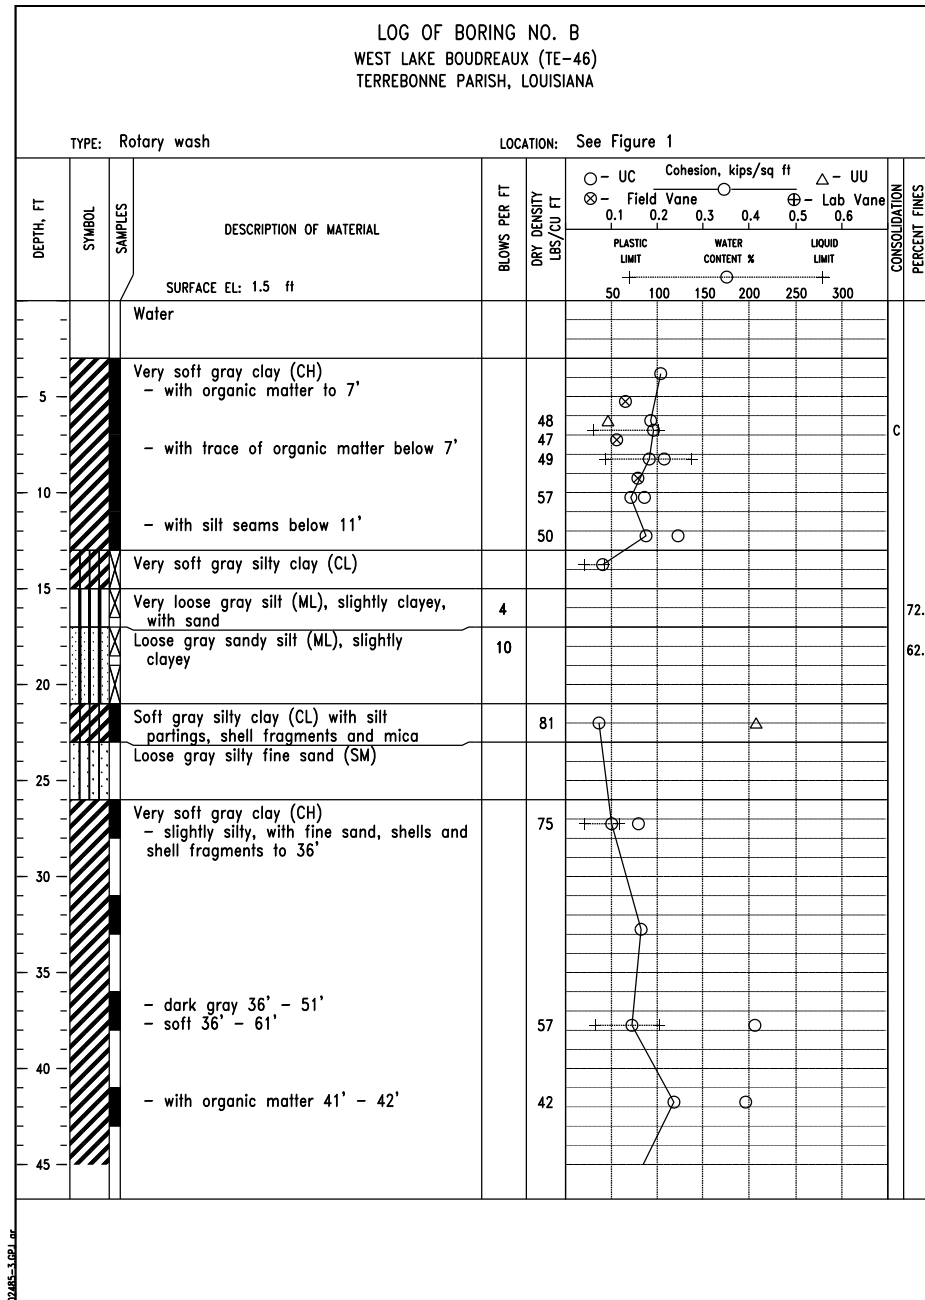 LOG OF BORING NO. B
WEST LAKE BOUDREAUX (TE-46)
TERREBONNE PARISH, LOUISIANA
TYPE: Rotary wash
LOCATION: See Figure 1
DEPTH, FT
SYMBOL
SAMPLES
DESCRIPTION OF MATERIAL
SURFACE EL: 1.5 ft
BLOWS PER FT
DRY DENSITY
LBS/CU FT
- UC Cohesion, kips/sq ft - UU
- Field Vane - Lab Vane
0.1 0.2 0.3 0.4 0.5 0.6
PLASTIC LIMIT
WATER CONTENT %
LIQUID LIMIT
50 100 150 200 250 300
CONSOLIDATION
PERCENT FINES
Water
Very soft gray clay (CH)
5
- with organic matter to 7'
48
C
47
- with trace of organic matter below 7'
49
10
57
- with silt seams below 11'
50
Very soft gray silty clay (CL)
15
Very loose gray silt (ML), slightly clayey,
with sand
4
72.
Loose gray sandy silt (ML), slightly
clayey
10
62.
20
Soft gray silty clay (CL) with silt
partings, shell fragments and mica
81
Loose gray silty fine sand (SM)
25
Very soft gray clay (CH)
- slightly silty, with fine sand, shells and
shell fragments to 36'
75
30
35
- dark gray 36' - 51'
- soft 36' - 61'
57
40
- with organic matter 41' - 42'
42
45